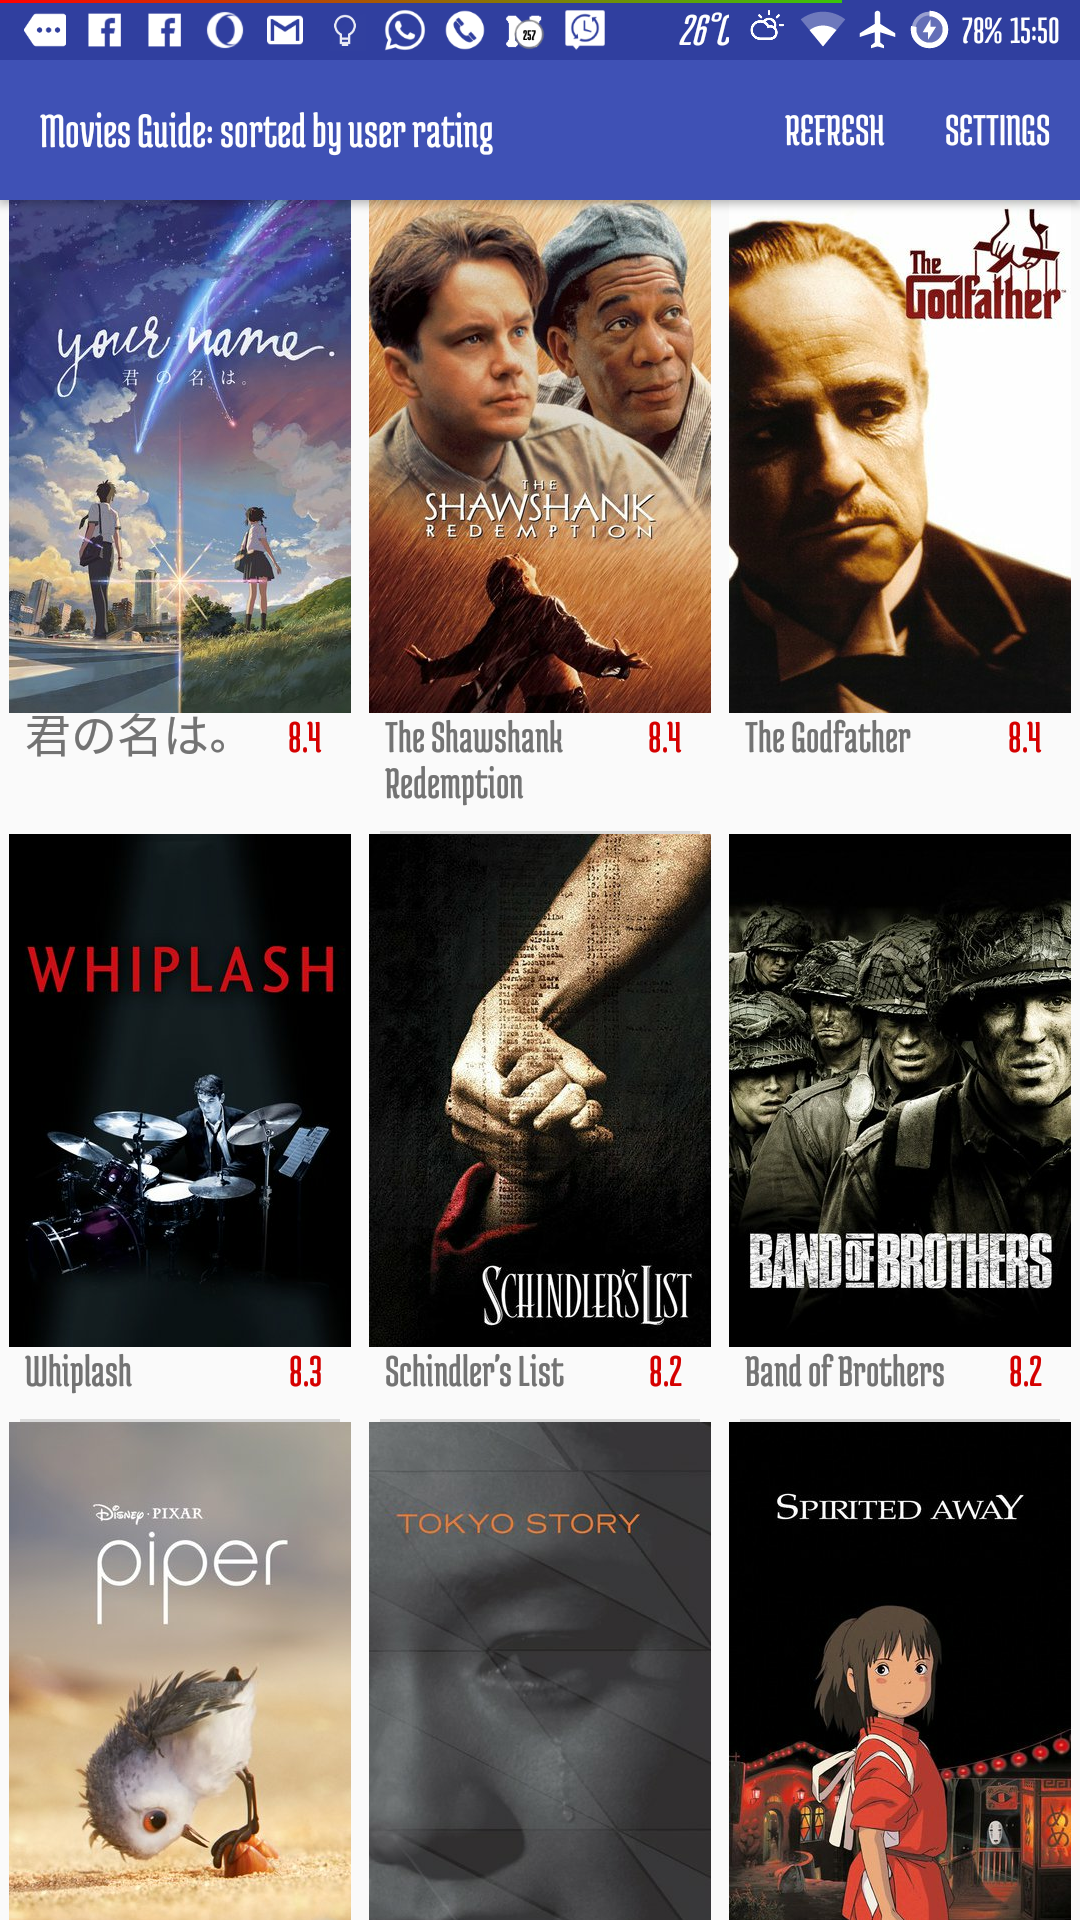 257 26°C 78% 15:50
Movies Guide: sorted by user rating REFRESH SETTINGS
your name.
君の名は。
THE
SHAWSHANK
REDEMPTION
The
Godfather
君の名は。 8.4
The Shawshank
Redemption 8.4
The Godfather 8.4
WHIPLASH
SCHINDLER'S LIST
BAND OF BROTHERS
Whiplash 8.3
Schindler's List 8.2
Band of Brothers 8.2
DISNEY · PIXAR
piper
TOKYO STORY
SPIRITED AWAY